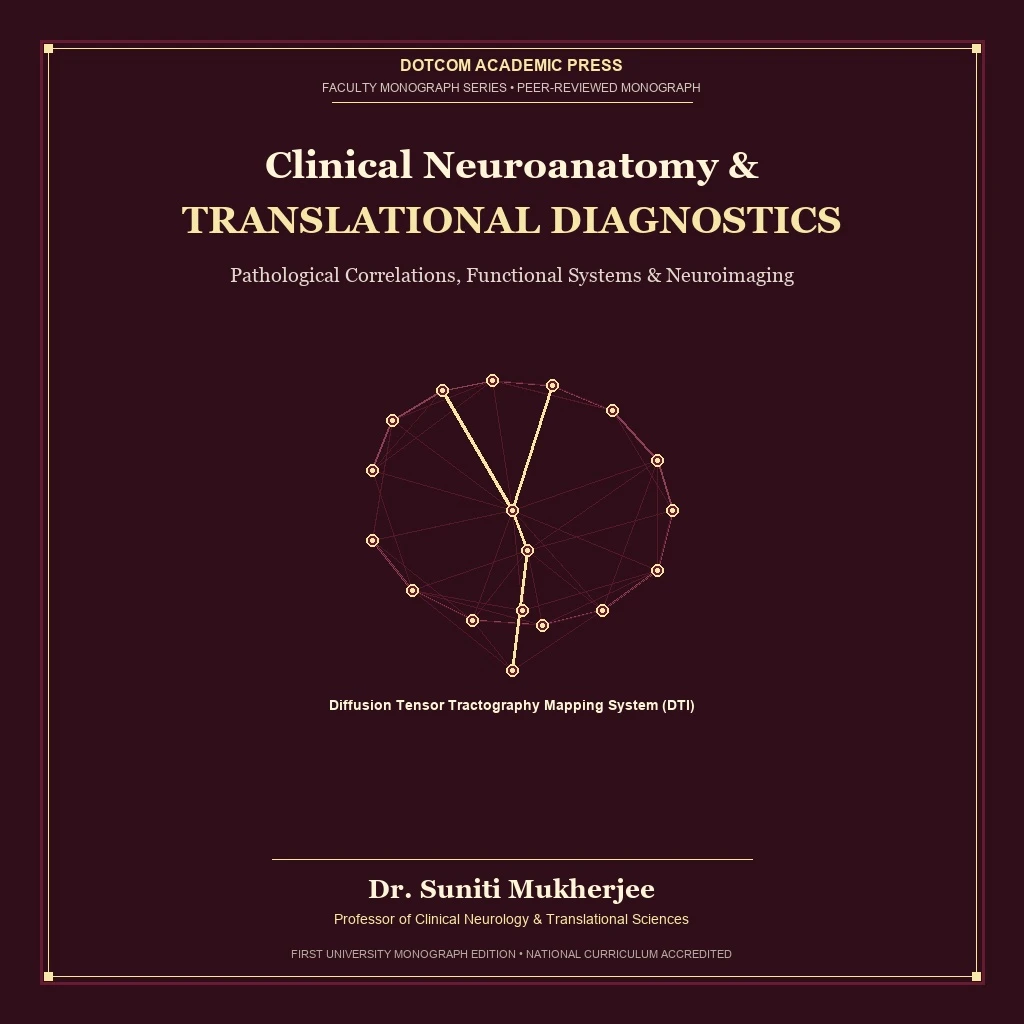 DOTCOM ACADEMIC PRESS
FACULTY MONOGRAPH SERIES • PEER-REVIEWED MONOGRAPH
Clinical Neuroanatomy &
TRANSLATIONAL DIAGNOSTICS
Pathological Correlations, Functional Systems & Neuroimaging
Diffusion Tensor Tractography Mapping System (DTI)
Dr. Suniti Mukherjee
Professor of Clinical Neurology & Translational Sciences
FIRST UNIVERSITY MONOGRAPH EDITION • NATIONAL CURRICULUM ACCREDITED